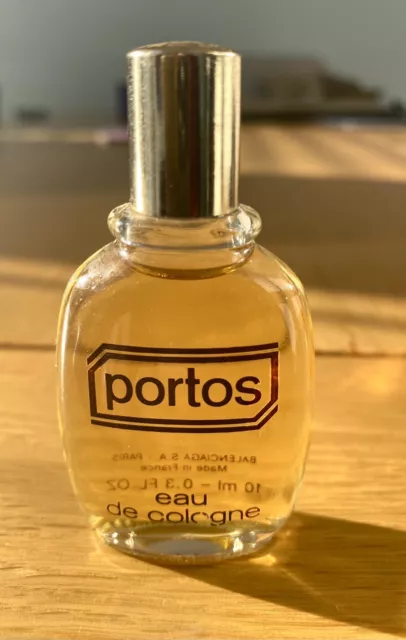 portos
BALENCIAGA S.A. - PARIS
Made in France
10 ml - 0.3 FL. OZ
eau
de cologne